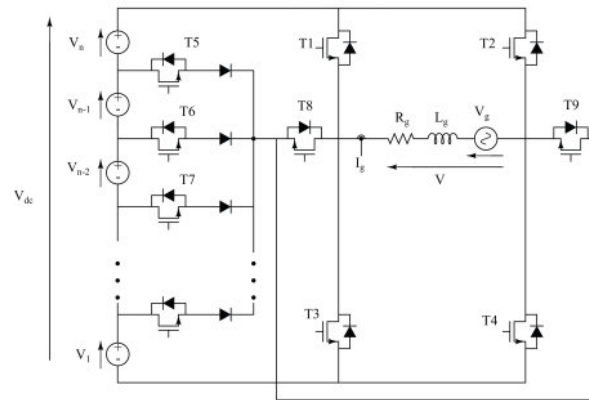 T5
T1
T2
Vn
T6
Vn-1
T8
Rg
Lg
Vg
T9
Ig
Vn-2
T7
V
Vdc
T3
T4
V1
+
-
+
-
+
-
+
-